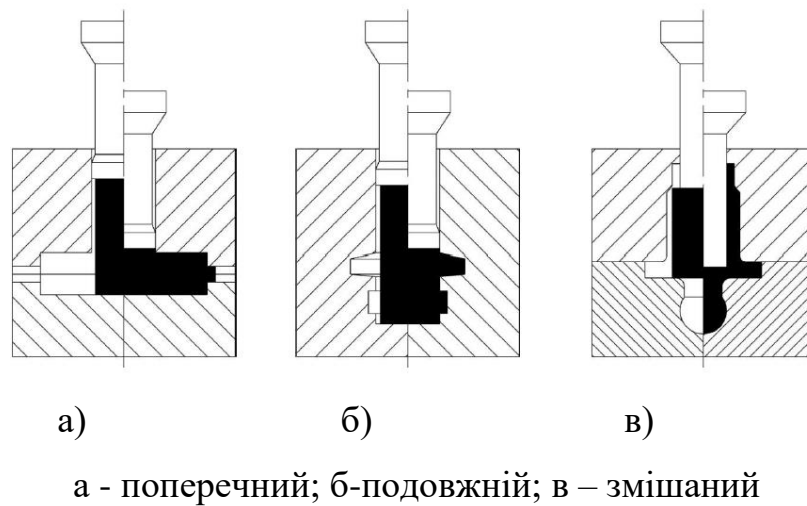 а) б) в)
а - поперечний; б-подовжній; в – змішаний